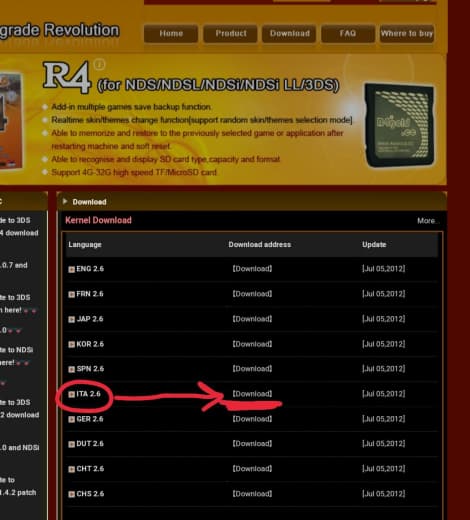 grade Revolution
Home
Product
Download
FAQ
Where to buy
R4 i (for NDS/NDSL/NDSi/NDSi LL/3DS)
Add-in multiple games save backup function.
Realtime skin/themes change function[support random skin/themes selection mode].
Able to memorize and restore to the previously selected game or application after
restarting machine and soft reset.
Able to recognise and display SD card type,capacity and format.
Support 4G-32G high speed TF/MicroSD card.
R4igold
.cc
Download
Kernel Download
More...
Language Download address Update
ENG 2.6 【Download】 [Jul 05,2012]
FRN 2.6 【Download】 [Jul 05,2012]
JAP 2.6 【Download】 [Jul 05,2012]
KOR 2.6 【Download】 [Jul 05,2012]
SPN 2.6 【Download】 [Jul 05,2012]
ITA 2.6 【Download】 [Jul 05,2012]
GER 2.6 【Download】 [Jul 05,2012]
DUT 2.6 【Download】 [Jul 05,2012]
CHT 2.6 【Download】 [Jul 05,2012]
CHS 2.6 【Download】 [Jul 05,2012]
de to 3DS
4 download
.0.7 and
te to 3DS
n here!
.0
te to NDSi
here!
te to 3DS
2 download
.0 and NDSi
te to
1.4.2 patch